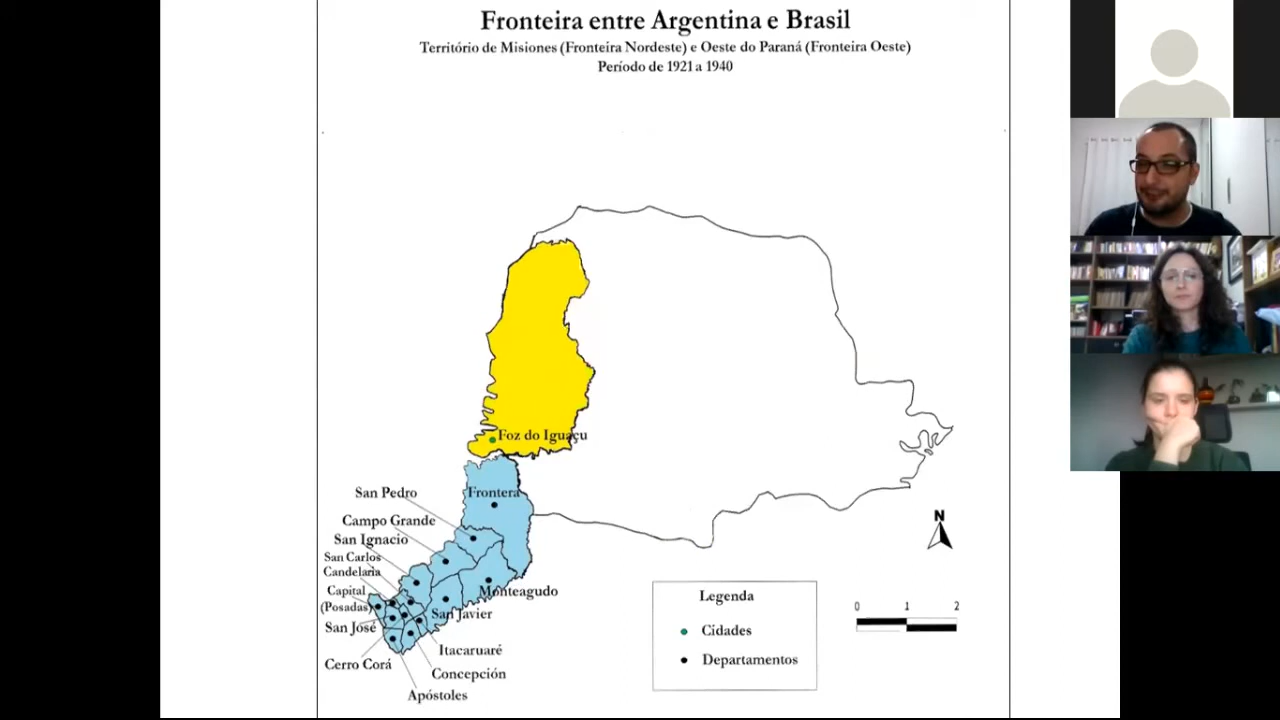 Fronteira entre Argentina e Brasil
Território de Misiones (Fronteira Nordeste) e Oeste do Paraná (Fronteira Oeste)
Período de 1921 a 1940
Foz do Iguaçu
San Pedro
Frontera
Campo Grande
San Ignacio
San Carlos
Candelaria
Capital
(Posadas)
San José
Cerro Corá
Monteagudo
San Javier
Itacaruaré
Concepción
Apóstoles
N
Legenda
Cidades
Departamentos
0 1 2